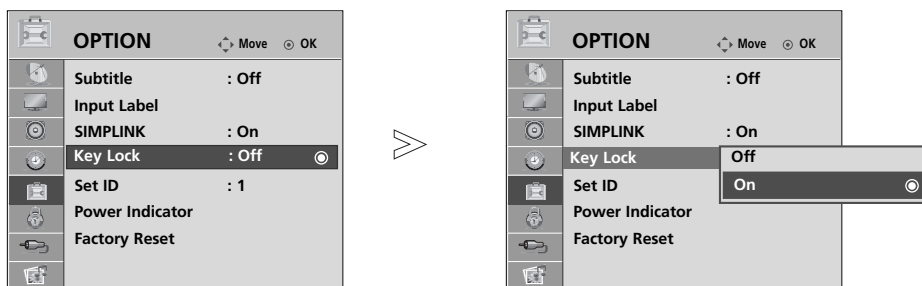 OPTION Move OK
Subtitle : Off
Input Label
SIMPLINK : On
Key Lock : Off
Set ID : 1
Power Indicator
Factory Reset
OPTION Move OK
Subtitle : Off
Input Label
SIMPLINK : On
Key Lock Off
Set ID On
Power Indicator
Factory Reset